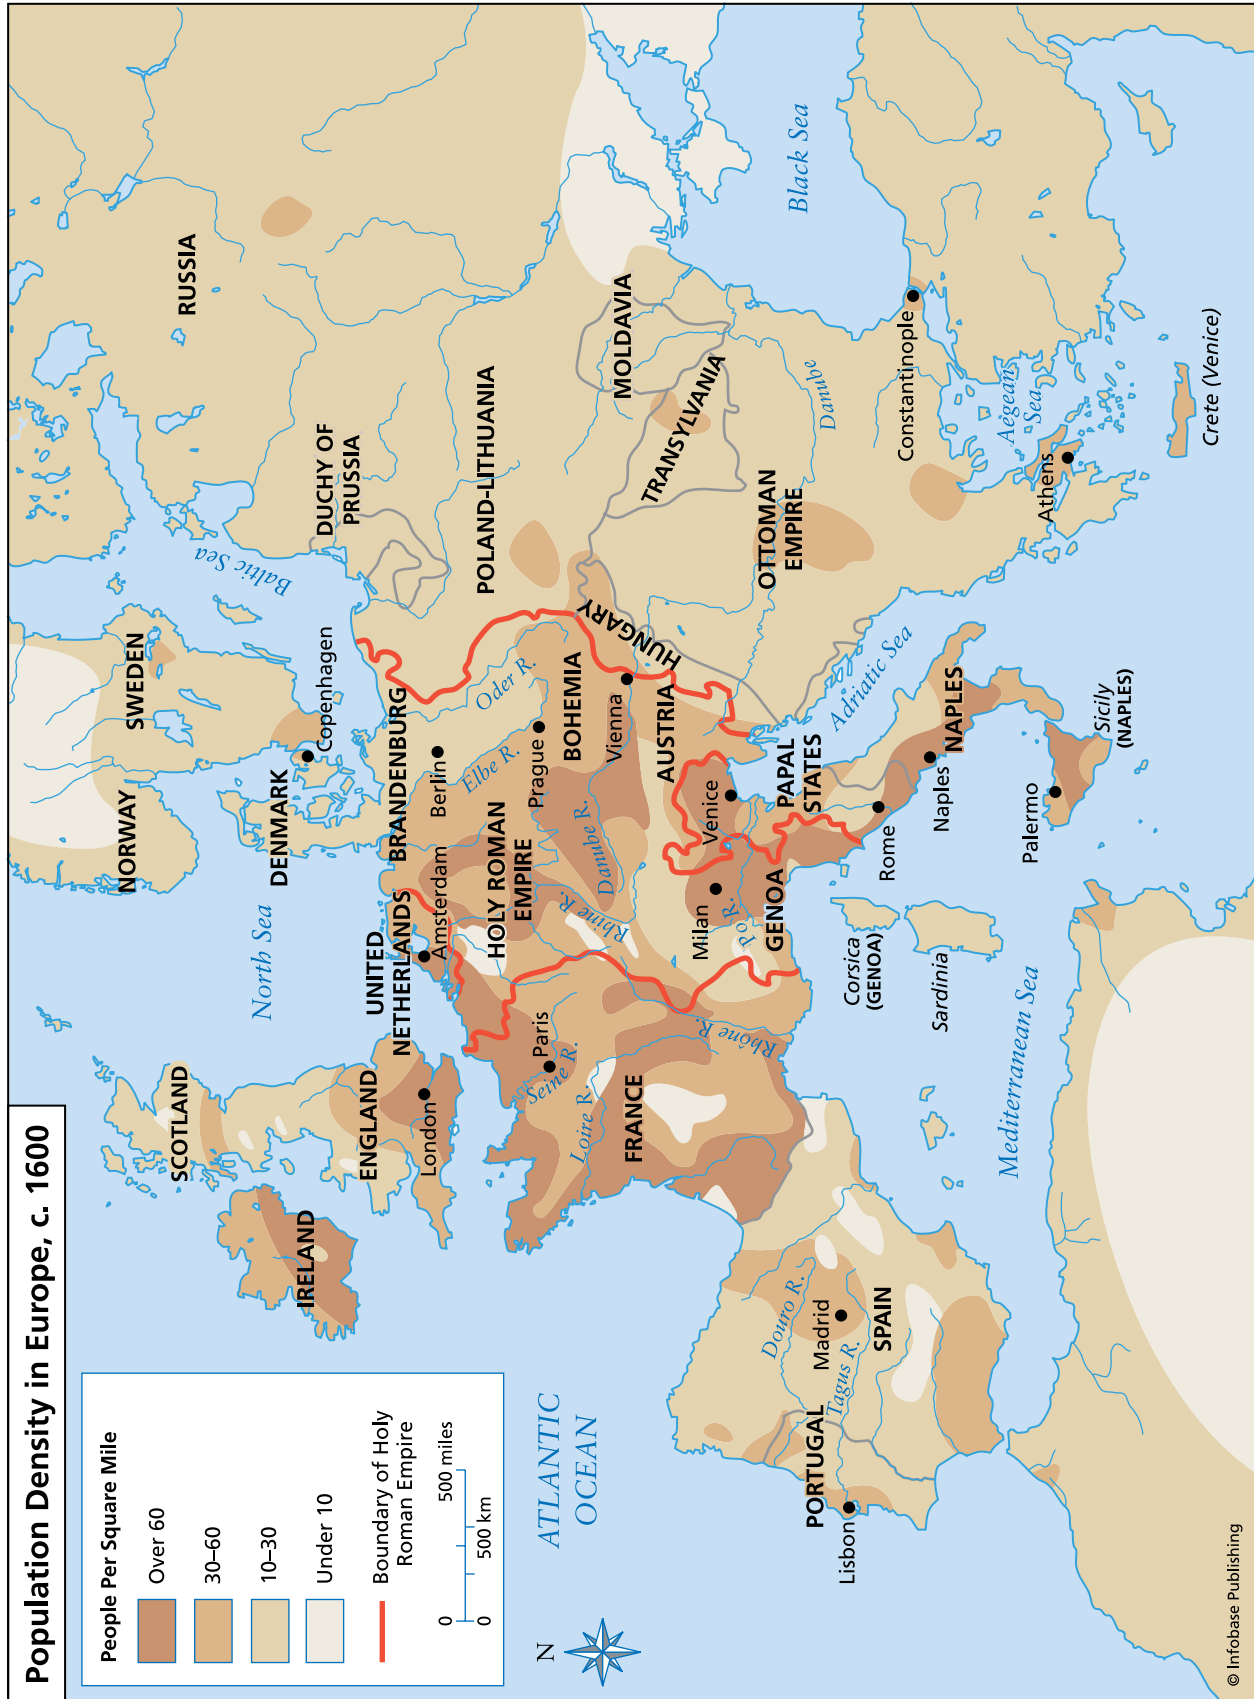 Population Density in Europe, c. 1600
People Per Square Mile
Over 60
30–60
10–30
Under 10
Boundary of Holy
Roman Empire
0
500 miles
0
500 km
N
ATLANTIC
OCEAN
North Sea
Baltic Sea
Black Sea
Mediterranean Sea
Adriatic Sea
Aegean
Sea
NORWAY
SWEDEN
RUSSIA
SCOTLAND
IRELAND
ENGLAND
London
DENMARK
Copenhagen
DUCHY OF
PRUSSIA
UNITED
NETHERLANDS
Amsterdam
BRANDENBURG
Berlin
POLAND-LITHUANIA
HOLY ROMAN
EMPIRE
Oder R.
Elbe R.
Prague
BOHEMIA
Vienna
AUSTRIA
HUNGARY
MOLDAVIA
TRANSYLVANIA
Danube R.
Rhine R.
Paris
Seine R.
Loire R.
FRANCE
Rhône R.
Milan
Po R.
Venice
GENOA
PAPAL
STATES
OTTOMAN
EMPIRE
Danube
Constantinople
Athens
Crete (Venice)
Rome
Naples
NAPLES
Palermo
Sicily
(NAPLES)
Corsica
(GENOA)
Sardinia
Douro R.
Madrid
Tagus R.
SPAIN
PORTUGAL
Lisbon
© Infobase Publishing